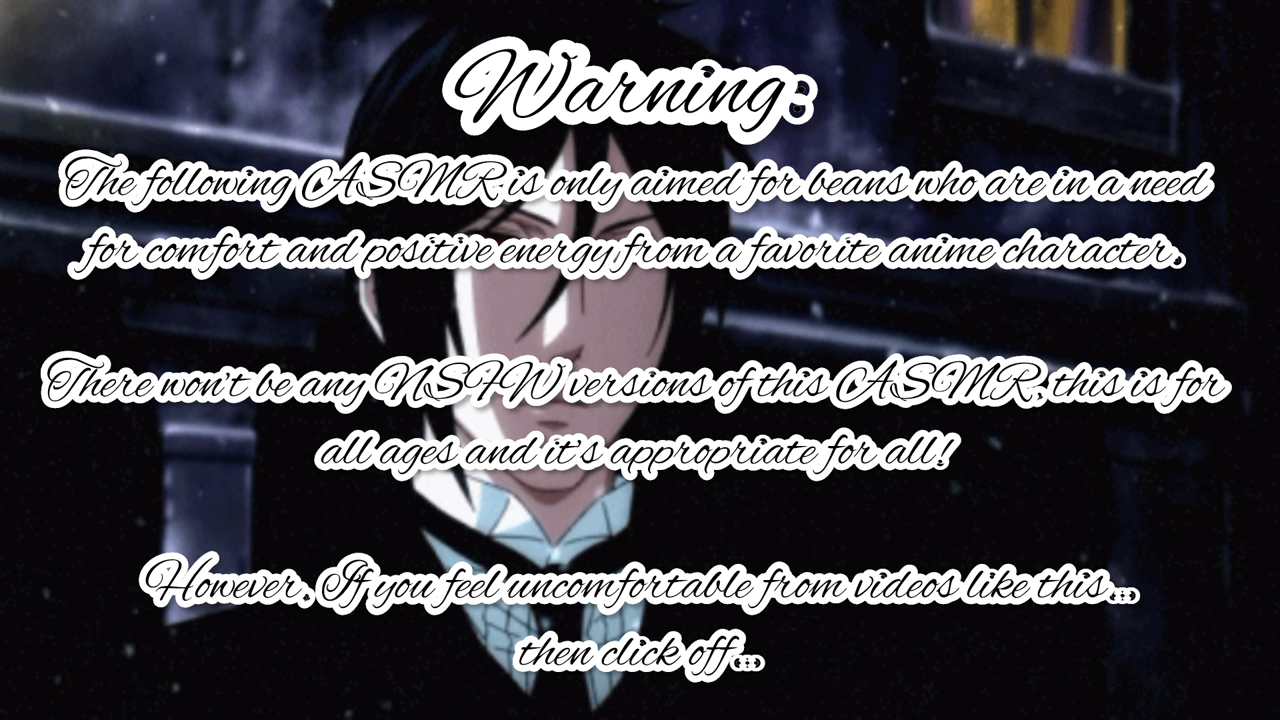 Warning:
The following ASMR is only aimed for beans who are in a need
for comfort and positive energy from a favorite anime character.
There won't be any NSFW versions of this ASMR, this is for
all ages and it's appropriate for all!
However, If you feel uncomfortable from videos like this...
then click off...